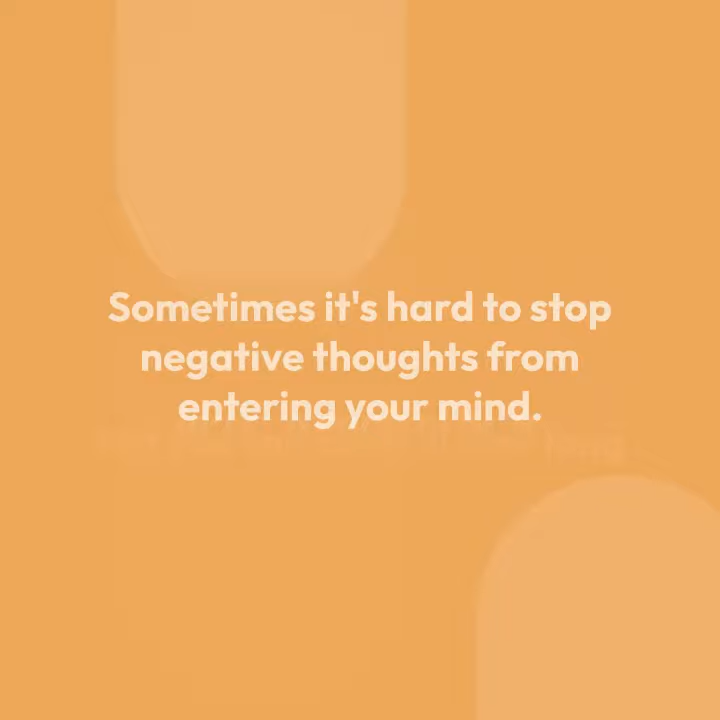 Sometimes it's hard to stop
negative thoughts from
entering your mind.